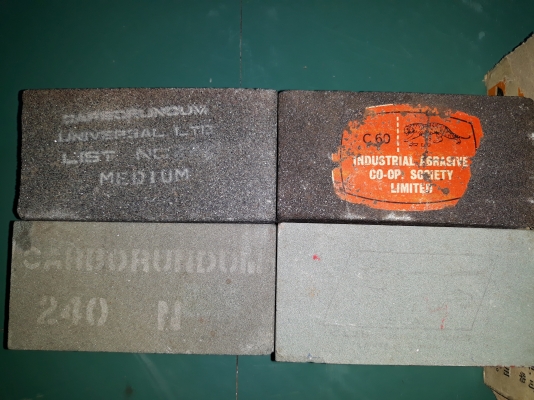 CARBORUNDUM
UNIVERSAL LTD
LIST NO
MEDIUM
C 60
INDUSTRIAL ABRASIVE
CO-OP. SOCIETY
LIMITED
CARBORUNDUM
240 N